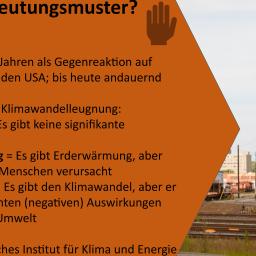 eutungsmuster?
Jahren als Gegenreaktion auf
den USA; bis heute andauernd
Klimawandelleugnung:
Es gibt keine signifikante
g = Es gibt Erderwärmung, aber
Menschen verursacht
Es gibt den Klimawandel, aber er
nten (negativen) Auswirkungen
Umwelt
ches Institut für Klima und Energie